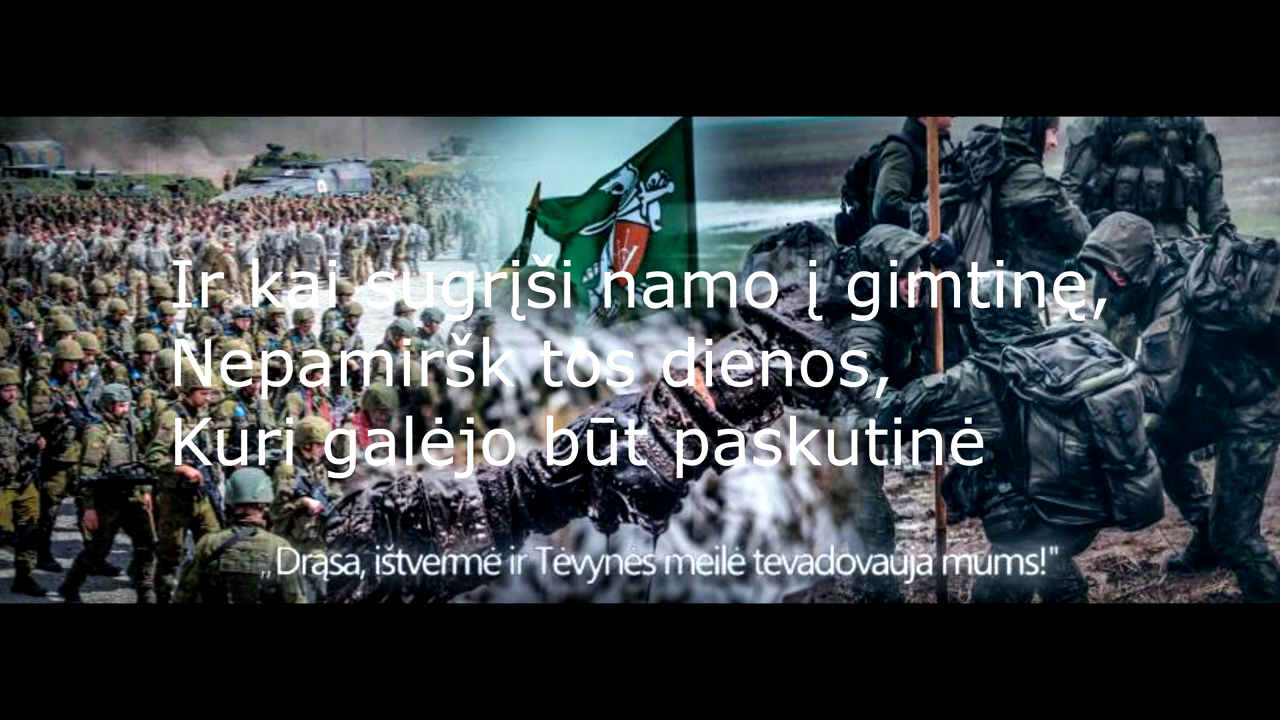 Ir kai sugrįši namo į gimtinę,
Nepamiršk tos dienos,
Kuri galėjo būt paskutinė
„Drąsa, ištvermė ir Tėvynės meilė tevadovauja mums!"